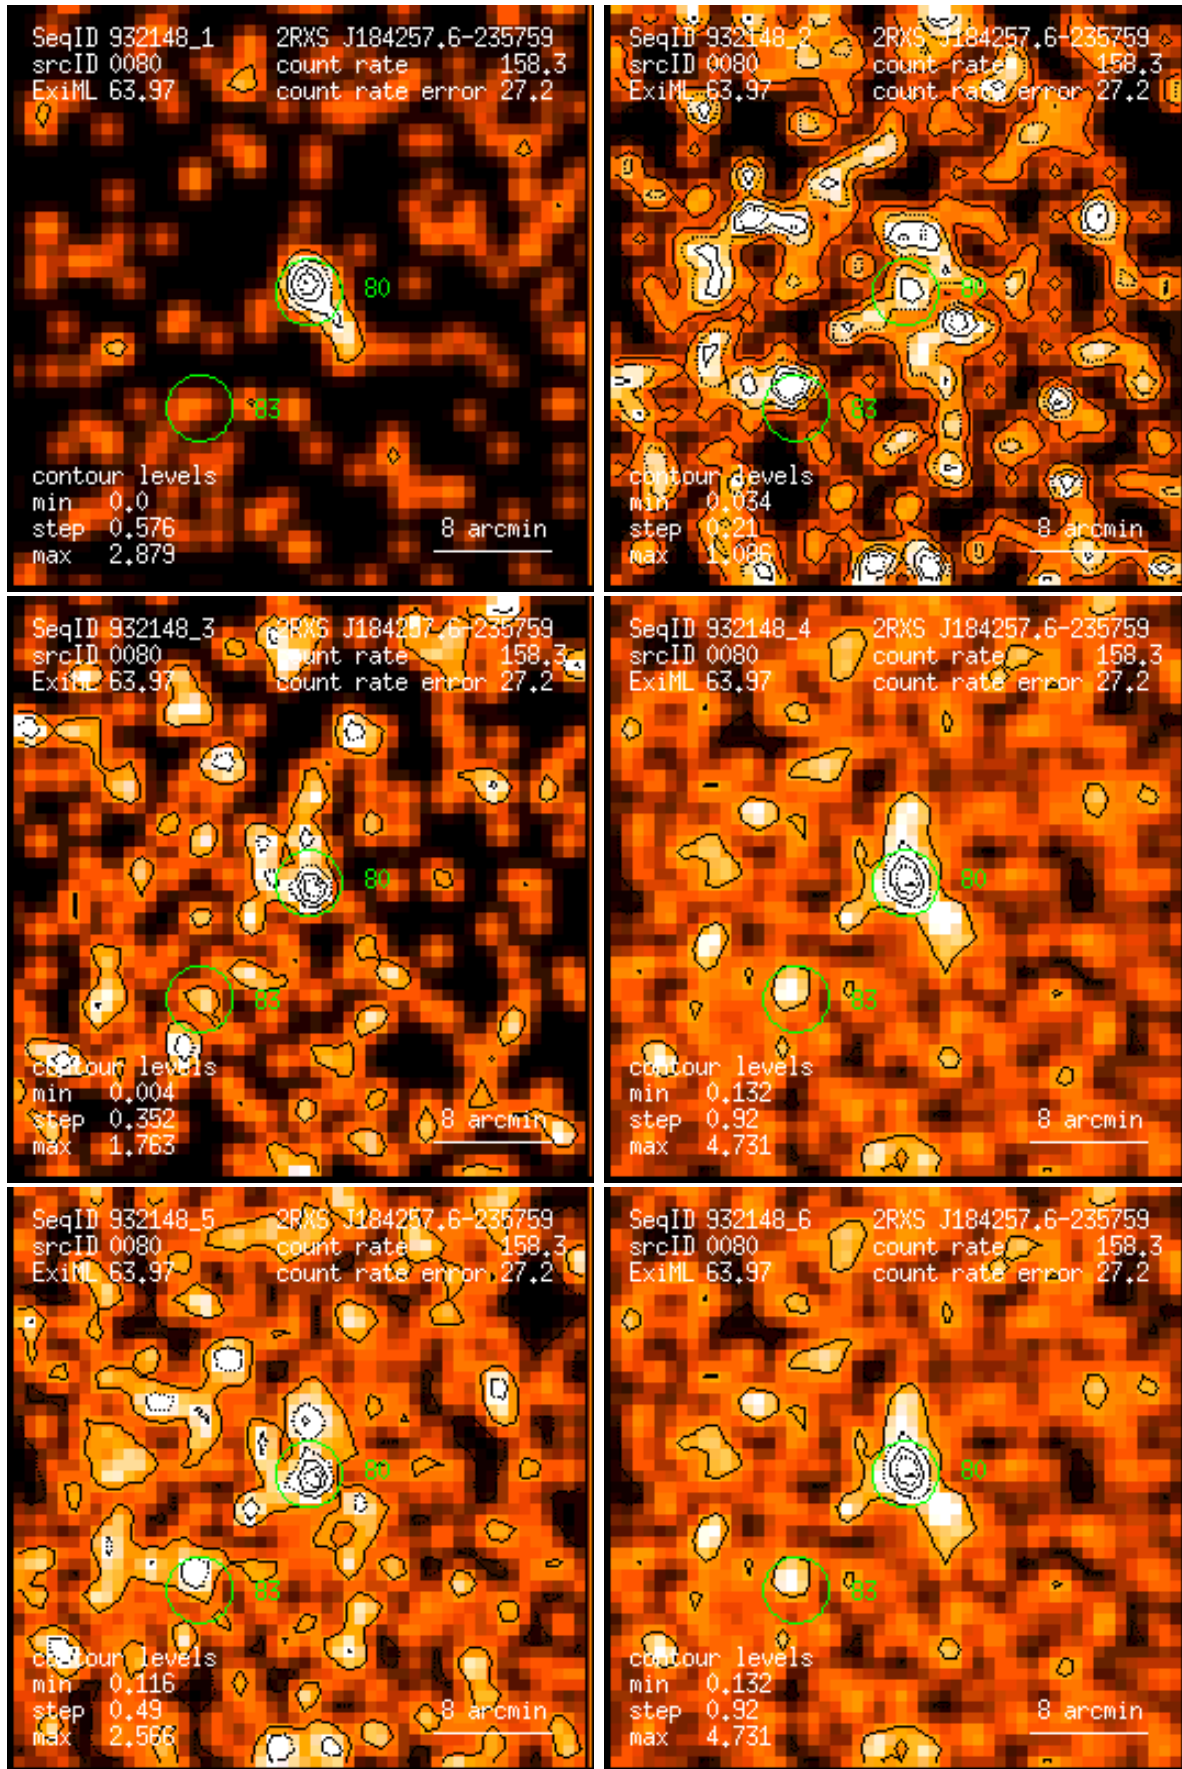 SeqID 932148_1 2RXS J184257.6-235759
srcID 0080 count rate 158.3
ExiML 63.97 count rate error 27.2
80
83
contour levels
min 0.0
step 0.576
max 2.879
8 arcmin
SeqID 932148_2 2RXS J184257.6-235759
srcID 0080 count rate 158.3
ExiML 63.97 count rate error 27.2
80
83
contour levels
min 0.034
step 0.21
max 1.086
8 arcmin
SeqID 932148_3 2RXS J184257.6-235759
srcID 0080 count rate 158.3
ExiML 63.97 count rate error 27.2
80
83
contour levels
min 0.004
step 0.352
max 1.763
8 arcmin
SeqID 932148_4 2RXS J184257.6-235759
srcID 0080 count rate 158.3
ExiML 63.97 count rate error 27.2
80
83
contour levels
min 0.132
step 0.92
max 4.731
8 arcmin
SeqID 932148_5 2RXS J184257.6-235759
srcID 0080 count rate 158.3
ExiML 63.97 count rate error 27.2
80
83
contour levels
min 0.116
step 0.49
max 2.566
8 arcmin
SeqID 932148_6 2RXS J184257.6-235759
srcID 0080 count rate 158.3
ExiML 63.97 count rate error 27.2
80
83
contour levels
min 0.132
step 0.92
max 4.731
8 arcmin